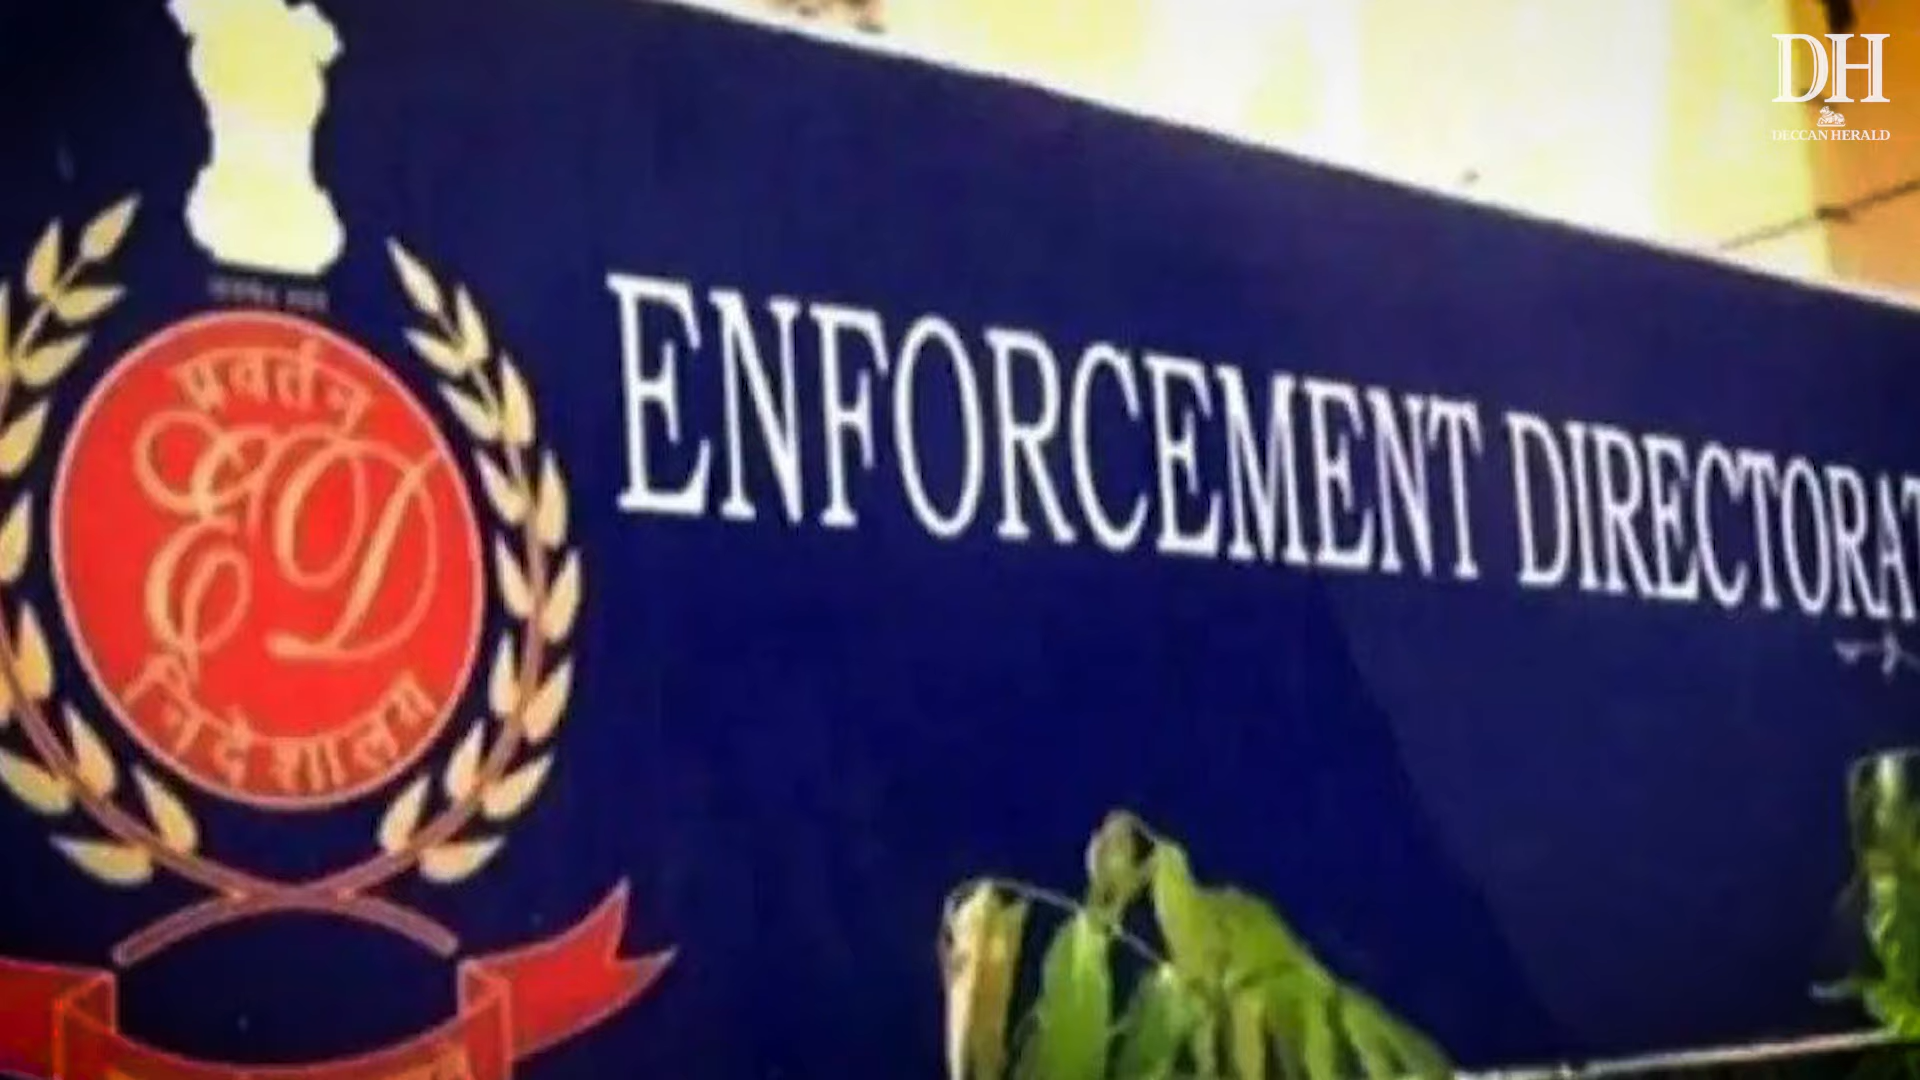 DH
DECCAN HERALD
प्रवर्तन
ED
निदेशालय
ENFORCEMENT DIRECTORAT